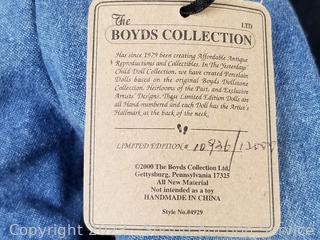 The
LTD
BOYDS COLLECTION
Has since 1979 been creating Affordable Antique
Reproductions and Collectibles. In The Yesterdays'
Child Doll Collection, we have created Porcelain
Dolls based on the original Boyds Dollstone
Collection, Heirlooms of the Past, and Exclusive
Artists' Designs. These Limited Edition Dolls are
all Hand-numbered and each Doll has the Artist's
Hallmark at the back of the neck.
LIMITED EDITION # 10936/12000
©2000 The Boyds Collection Ltd.
Gettysburg, Pennsylvania 17325
All New Material
Not intended as a toy
HANDMADE IN CHINA
Style No.#4929
Copyright